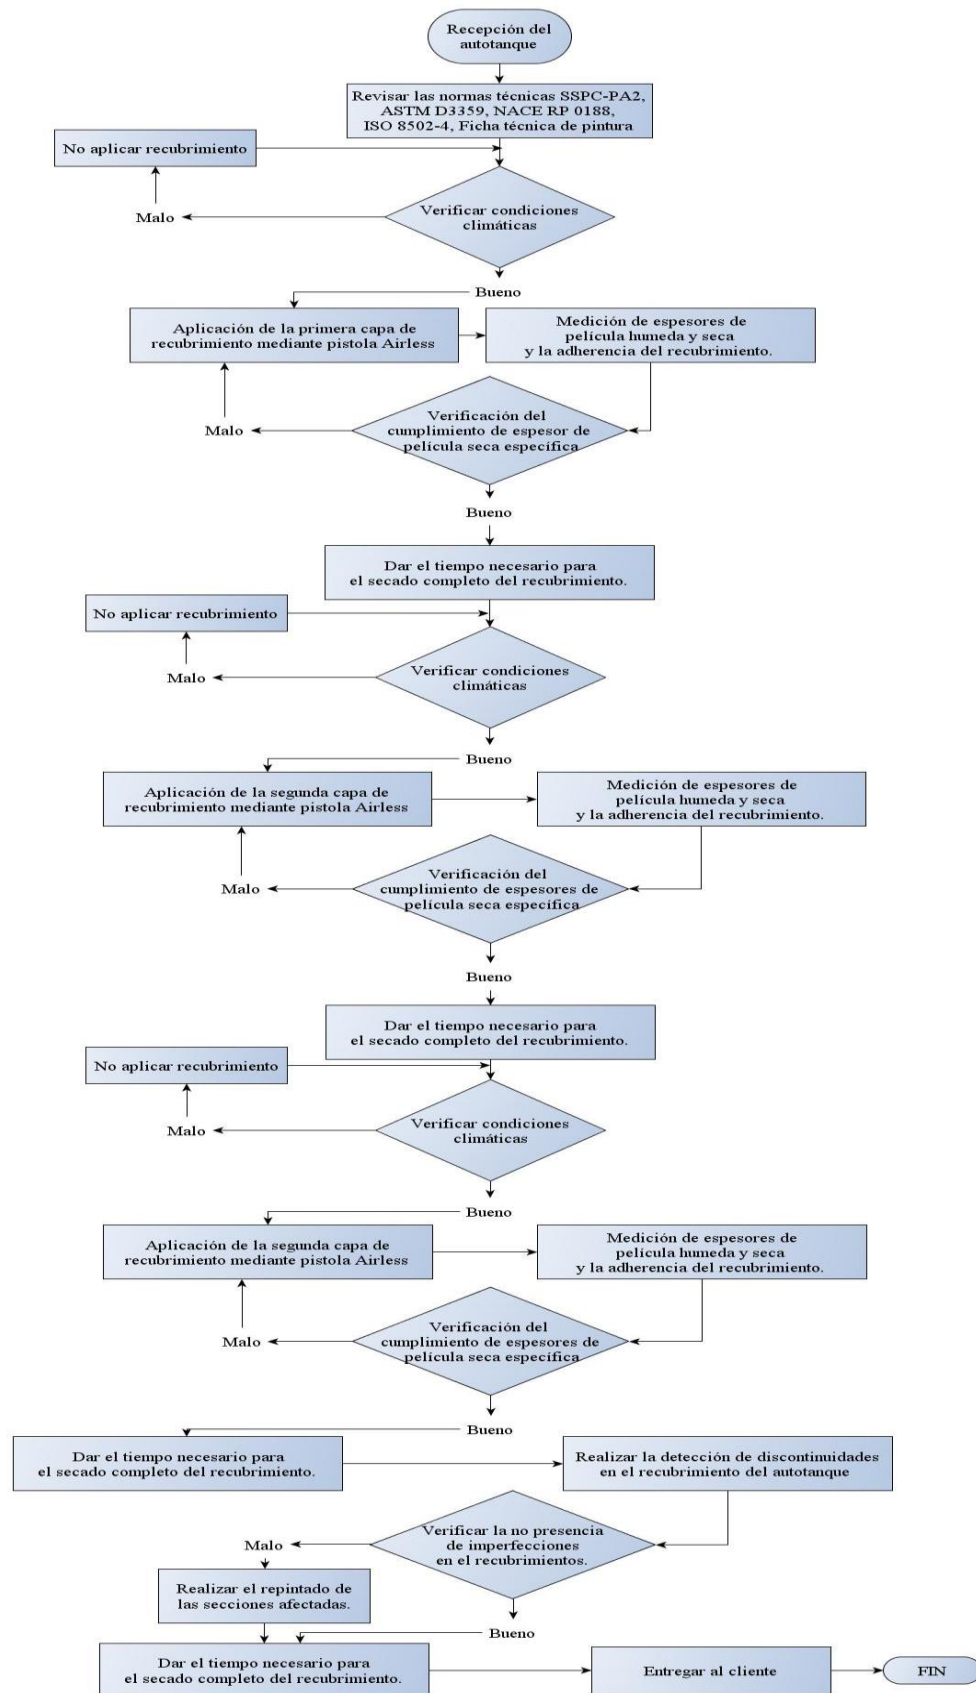 Recepción del
autotanque
Revisar las normas técnicas SSPC-PA2,
ASTM D3359, NACE RP 0188,
ISO 8502-4, Ficha técnica de pintura
No aplicar recubrimiento
Verificar condiciones
climáticas
Malo
Bueno
Aplicación de la primera capa de
recubrimiento mediante pistola Airless
Medición de espesores de
película humeda y seca
y la adherencia del recubrimiento.
Verificación del
cumplimiento de espesor de
película seca específica
Malo
Bueno
Dar el tiempo necesario para
el secado completo del recubrimiento.
No aplicar recubrimiento
Verificar condiciones
climáticas
Malo
Bueno
Aplicación de la segunda capa de
recubrimiento mediante pistola Airless
Medición de espesores de
película humeda y seca
y la adherencia del recubrimiento.
Verificación del
cumplimiento de espesores de
película seca específica
Malo
Bueno
Dar el tiempo necesario para
el secado completo del recubrimiento.
No aplicar recubrimiento
Verificar condiciones
climáticas
Malo
Bueno
Aplicación de la segunda capa de
recubrimiento mediante pistola Airless
Medición de espesores de
película humeda y seca
y la adherencia del recubrimiento.
Verificación del
cumplimiento de espesores de
película seca específica
Malo
Bueno
Dar el tiempo necesario para
el secado completo del recubrimiento.
Realizar la detección de discontinuidades
en el recubrimiento del autotanque
Verificar la no presencia
de imperfecciones
en el recubrimientos.
Malo
Realizar el repintado de
las secciones afectadas.
Bueno
Dar el tiempo necesario para
el secado completo del recubrimiento.
Entregar al cliente
FIN